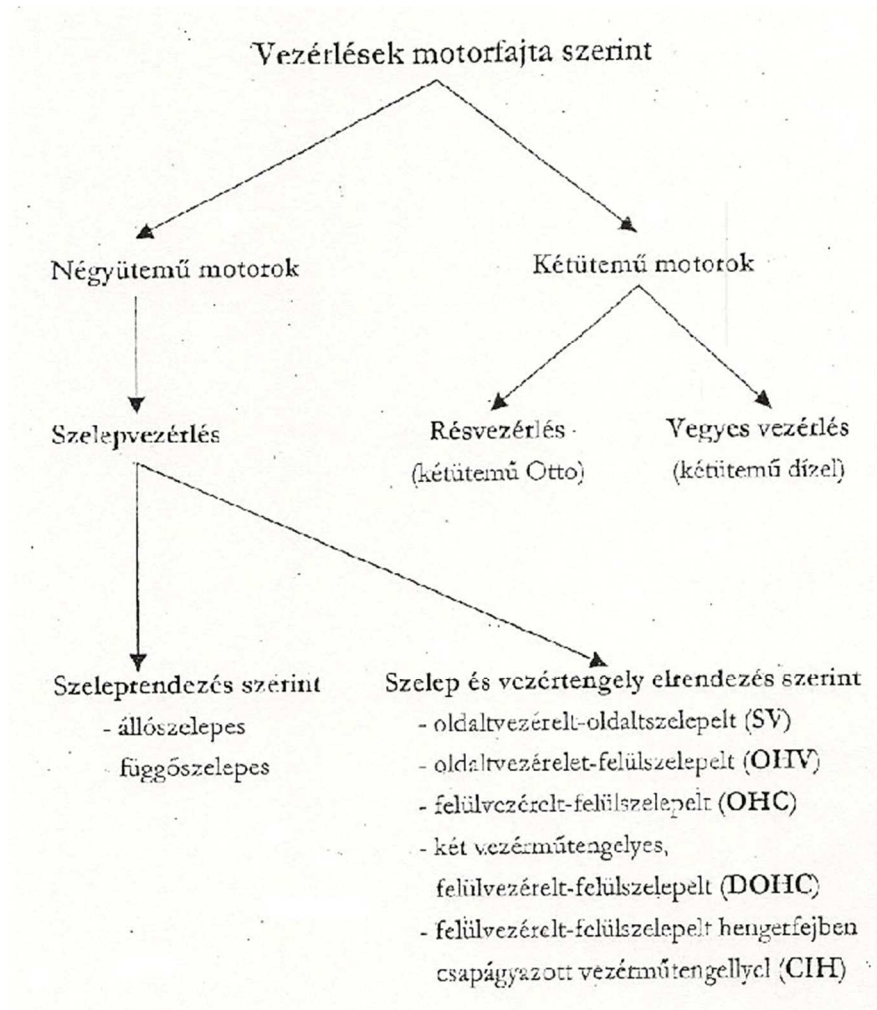 Vezérlések motorfajta szerint
Négyütemű motorok
Kétütemű motorok
Szelepvezérlés
Résvezérlés
(kétütemű Otto)
Vegyes vezérlés
(kétütemű dízel)
Szeleprendezés szerint
- állószelepes
függőszelepes
Szelep és vezértengely elrendezés szerint
- oldaltvezérelt-oldaltszelepelt (SV)
- oldaltvezérelet-felülszelepelt (OHV)
- felülvezérelt-felülszelepelt (OHC)
- két vezérműtengelyes,
felülvezérelt-felülszelepelt (DOHC)
- felülvezérelt-felülszelepelt hengerfejben
csapágyazott vezérműtengellyel (CIH)